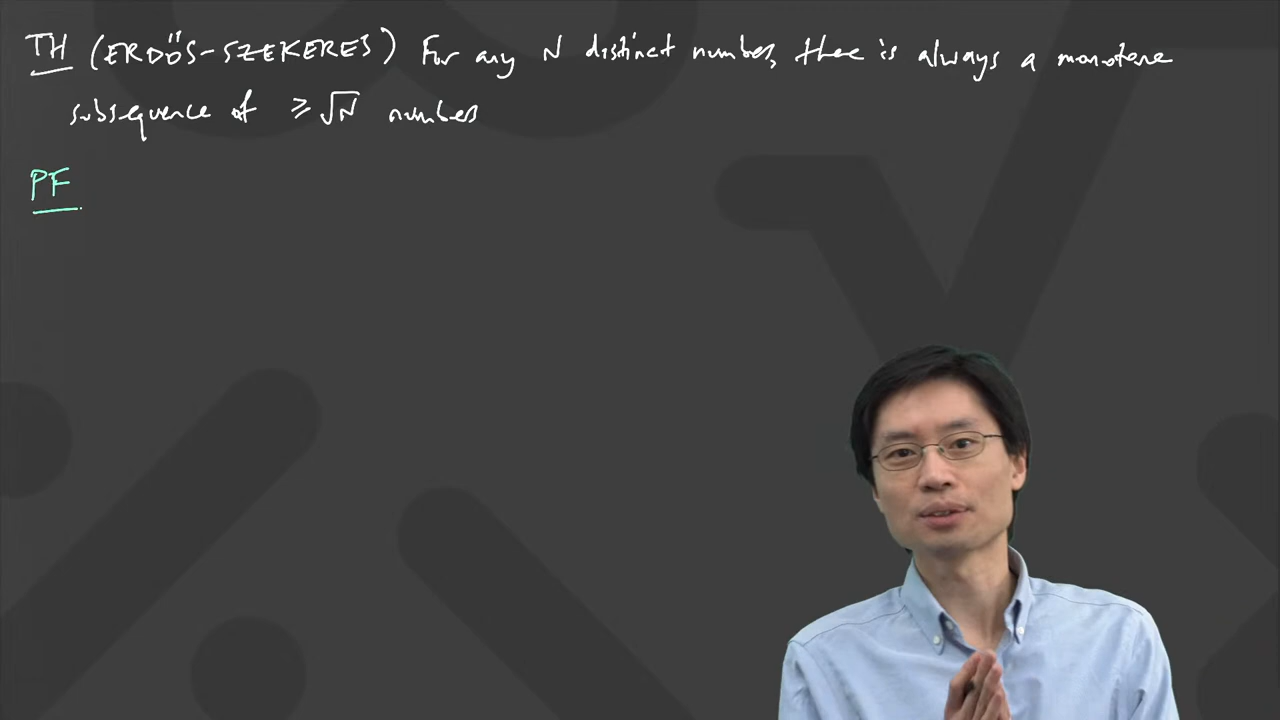 TH (ERDŐS-SZEKERES) For any N distinct numbers, there is always a monotone
subsequence of ≥ √N numbers
PF